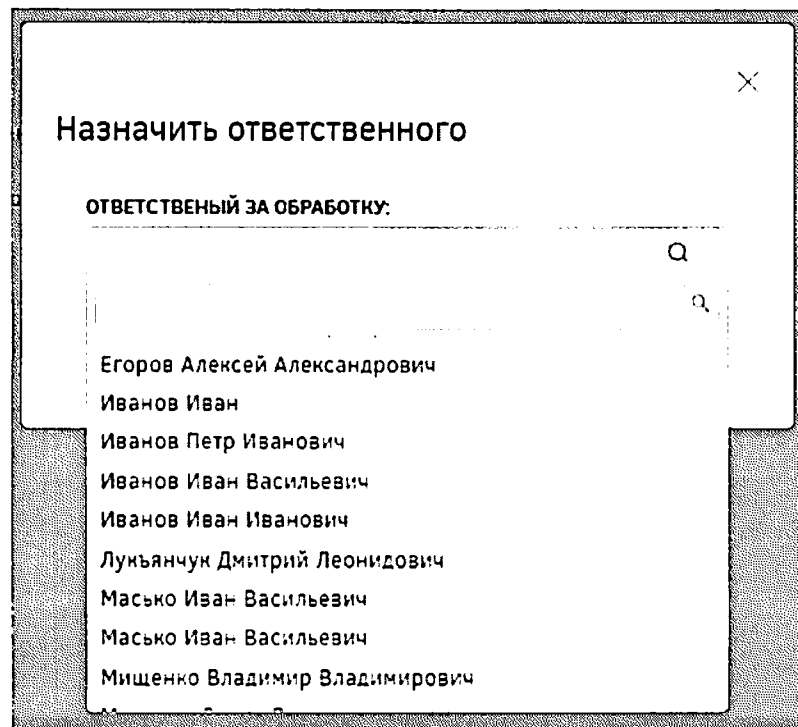 Назначить ответственного
ОТВЕТСТВЕНЫЙ ЗА ОБРАБОТКУ:
Егоров Алексей Александрович
Иванов Иван
Иванов Петр Иванович
Иванов Иван Васильевич
Иванов Иван Иванович
Лукъянчук Дмитрий Леонидович
Масько Иван Васильевич
Масько Иван Васильевич
Мищенко Владимир Владимирович